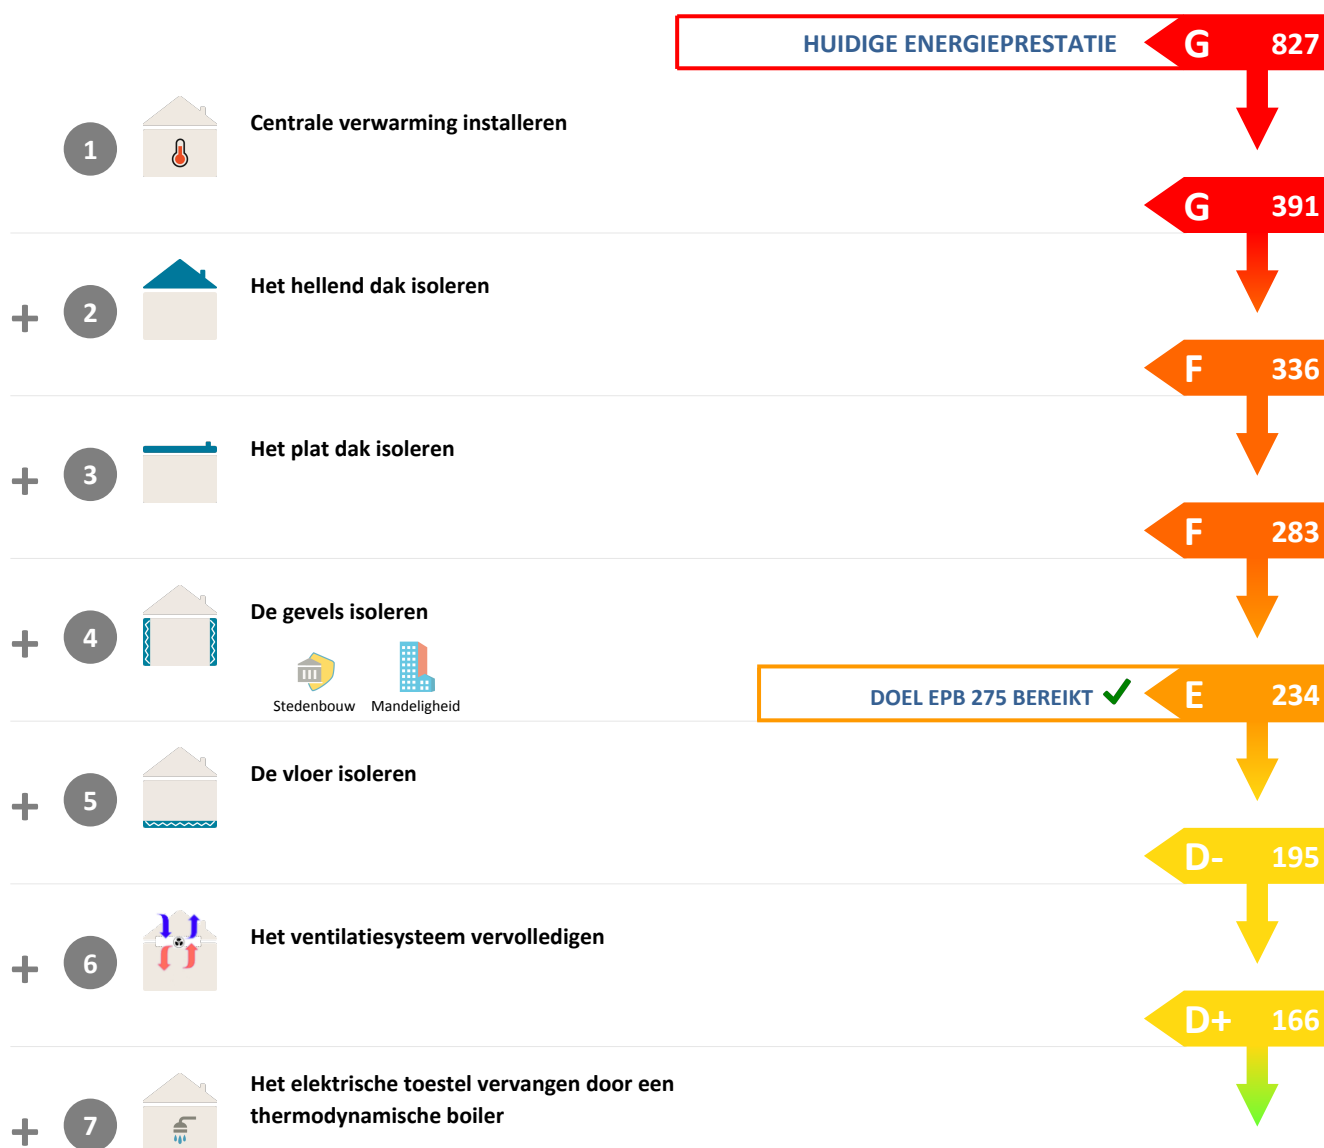 HUIDIGE ENERGIEPRESTATIE G 827
1 Centrale verwarming installeren
G 391
+ 2 Het hellend dak isoleren
F 336
+ 3 Het plat dak isoleren
F 283
+ 4 De gevels isoleren
Stedenbouw Mandeligheid
DOEL EPB 275 BEREIKT E 234
+ 5 De vloer isoleren
D- 195
+ 6 Het ventilatiesysteem vervolledigen
D+ 166
+ 7 Het elektrische toestel vervangen door een
thermodynamische boiler